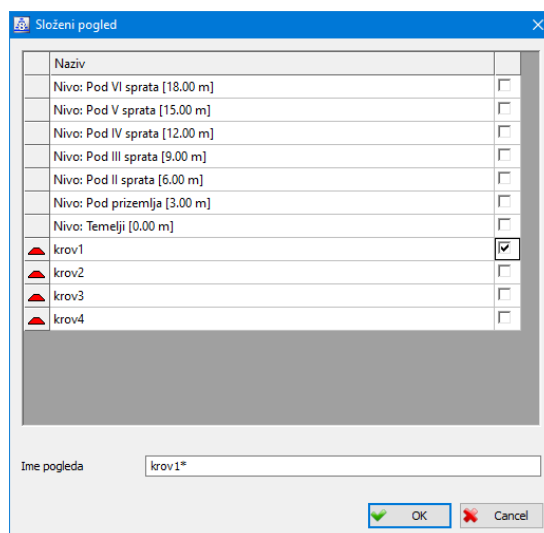 Složeni pogled
Naziv
Nivo: Pod VI sprata [18.00 m]
Nivo: Pod V sprata [15.00 m]
Nivo: Pod IV sprata [12.00 m]
Nivo: Pod III sprata [9.00 m]
Nivo: Pod II sprata [6.00 m]
Nivo: Pod prizemlja [3.00 m]
Nivo: Temelji [0.00 m]
krov1
krov2
krov3
krov4
Ime pogleda krov1*
OK Cancel